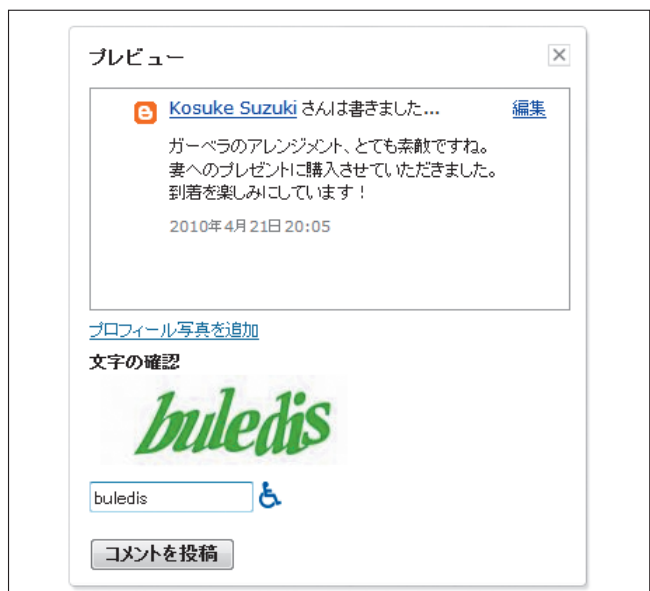 プレビュー
Kosuke Suzuki さんは書きました... 編集
ガーベラのアレンジメント、とても素敵ですね。
妻へのプレゼントに購入させていただきました。
到着を楽しみにしています！
2010年4月21日 20:05
プロフィール写真を追加
文字の確認
buledis
buledis
コメントを投稿